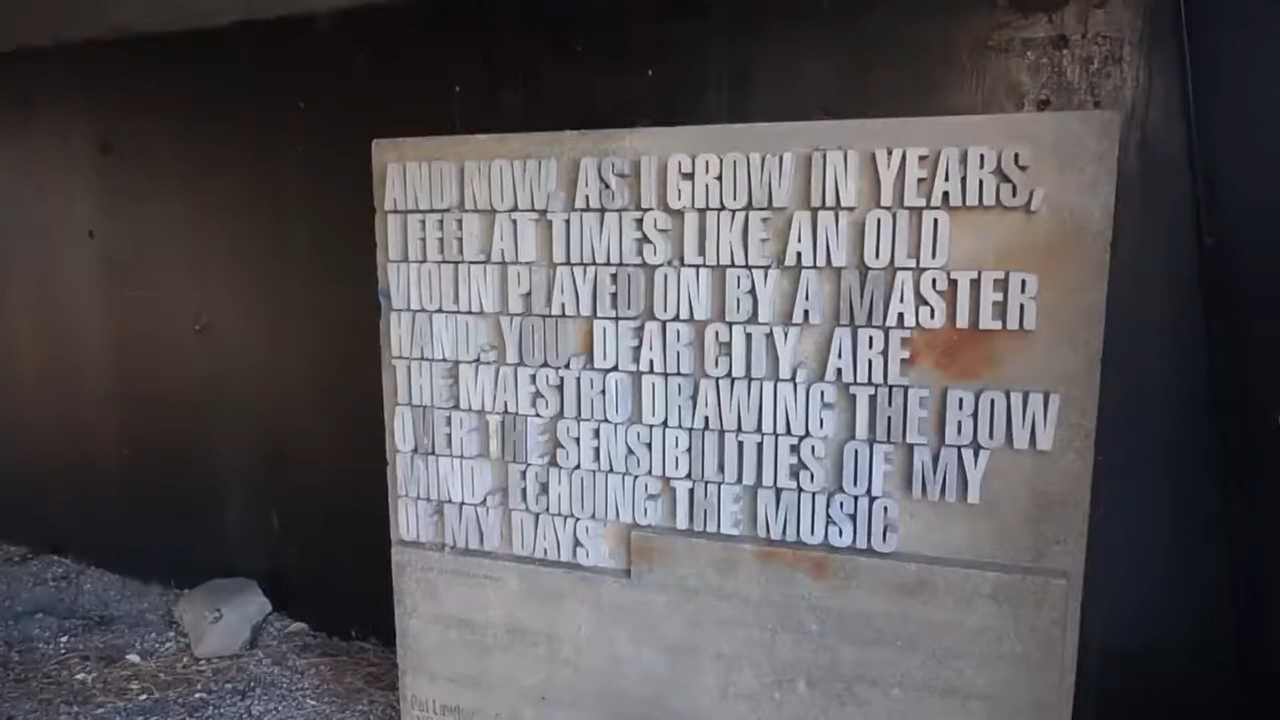 AND NOW, AS I GROW IN YEARS,
I FEEL AT TIMES LIKE AN OLD
VIOLIN PLAYED ON BY A MASTER
HAND. YOU, DEAR CITY, ARE
THE MAESTRO DRAWING THE BOW
OVER THE SENSIBILITIES OF MY
MIND, ECHOING THE MUSIC
OF MY DAYS.